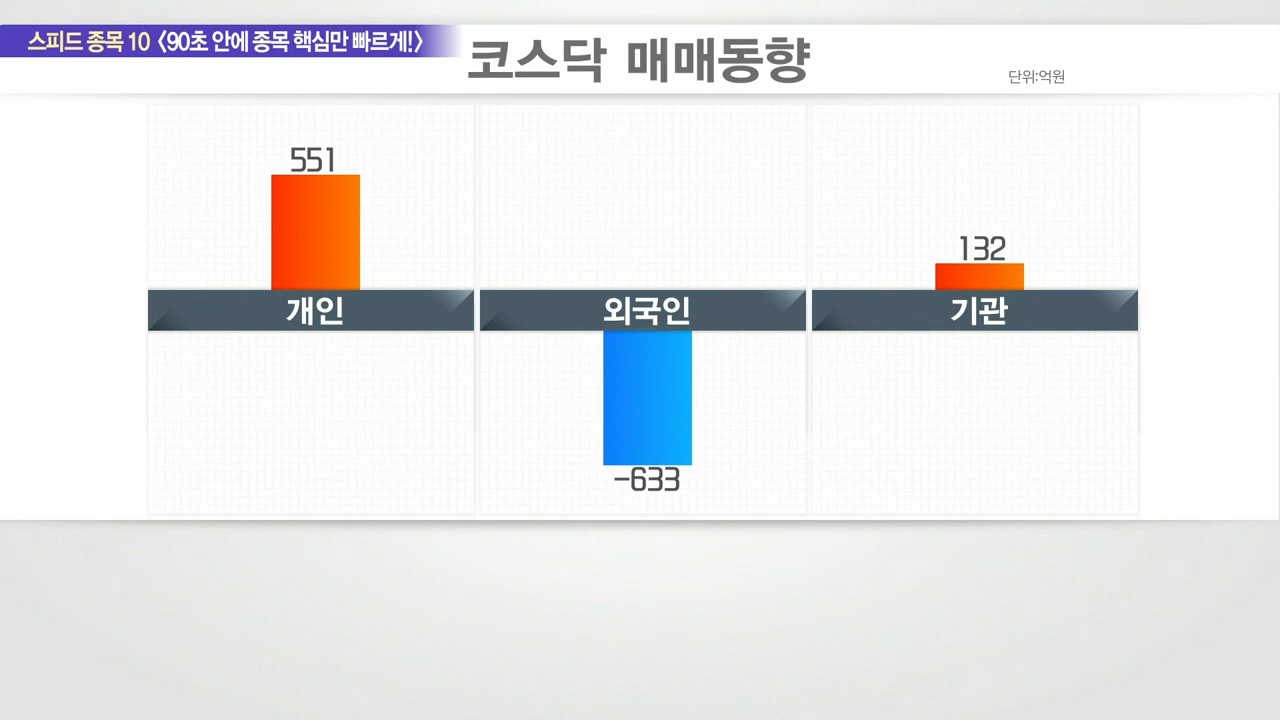 스피드 종목 10 <90초 안에 종목 핵심만 빠르게!>
코스닥 매매동향
단위:억원
551
132
개인
외국인
기관
-633